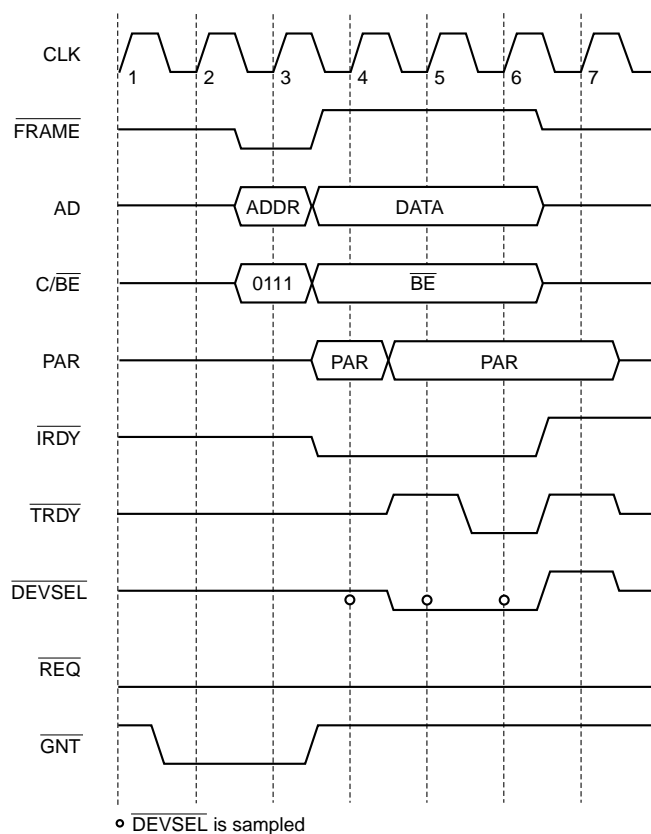 CLK
1 2 3 4 5 6 7
FRAME
AD ADDR DATA
C/BE 0111 BE
PAR PAR PAR
IRDY
TRDY
DEVSEL
REQ
GNT
DEVSEL is sampled